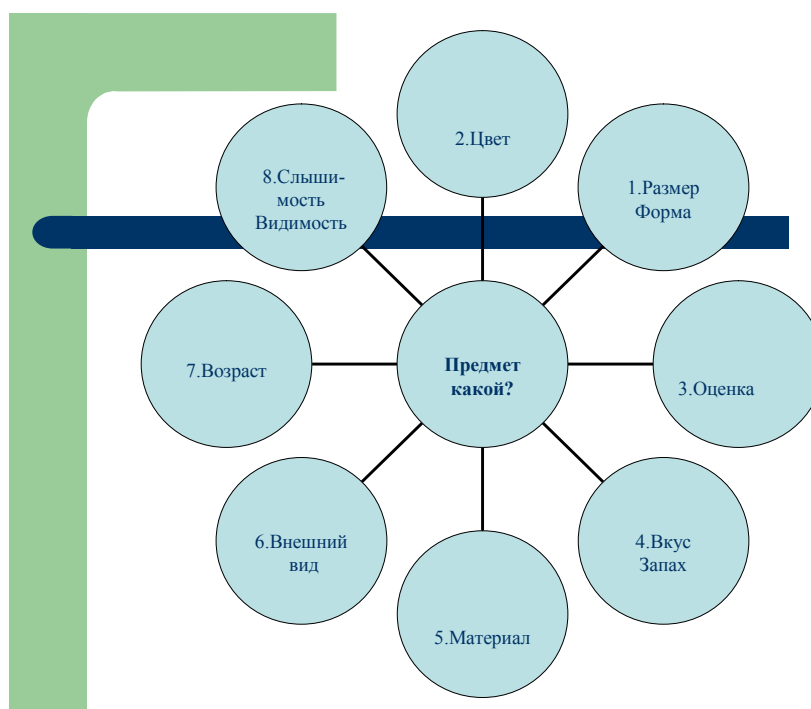 2.Цвет
8.Слыши-
мость
Видимость
1.Размер
Форма
7.Возраст
Предмет
какой?
3.Оценка
6.Внешний
вид
4.Вкус
Запах
5.Материал